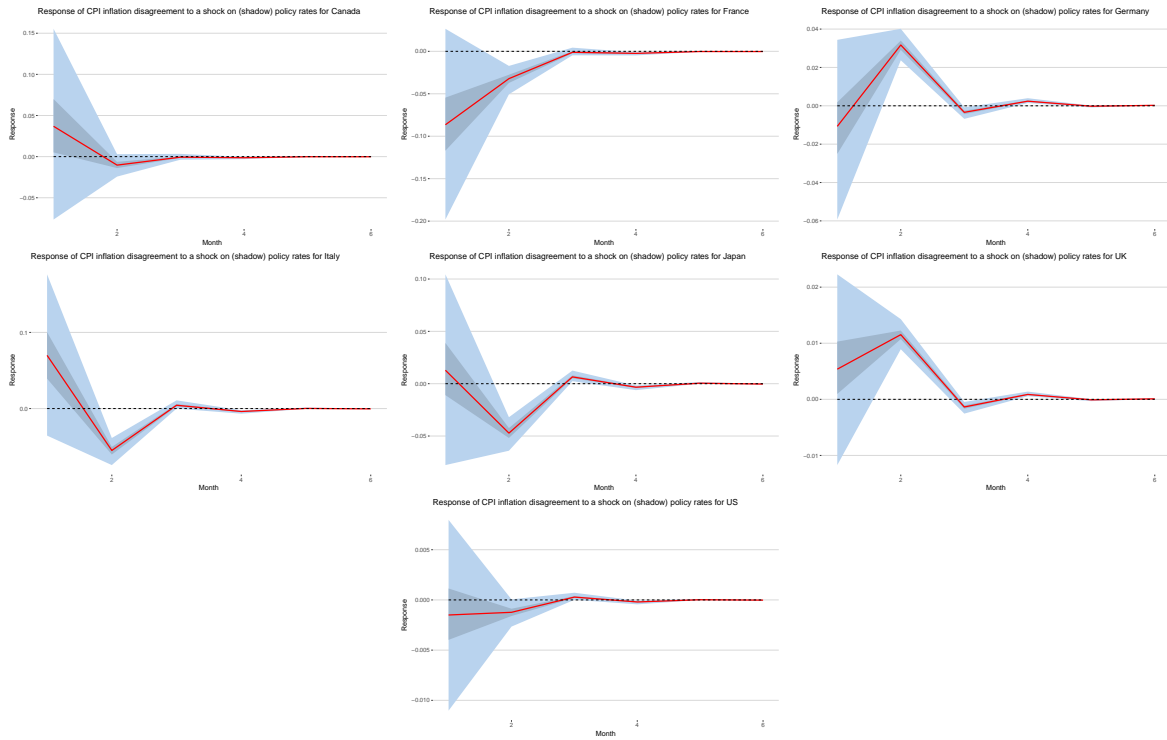 Response of CPI inflation disagreement to a shock on (shadow) policy rates for Canada
0.15
0.10
0.05
0.00
−0.05
Response
2
4
6
Month
Response of CPI inflation disagreement to a shock on (shadow) policy rates for France
0.00
−0.05
−0.10
−0.15
−0.20
Response
2
4
6
Month
Response of CPI inflation disagreement to a shock on (shadow) policy rates for Germany
0.04
0.02
0.00
−0.02
−0.04
−0.06
Response
2
4
6
Month
Response of CPI inflation disagreement to a shock on (shadow) policy rates for Italy
0.1
0.0
Response
2
4
6
Month
Response of CPI inflation disagreement to a shock on (shadow) policy rates for Japan
0.10
0.05
0.00
−0.05
Response
2
4
6
Month
Response of CPI inflation disagreement to a shock on (shadow) policy rates for UK
0.02
0.01
0.00
−0.01
Response
2
4
6
Month
Response of CPI inflation disagreement to a shock on (shadow) policy rates for US
0.005
0.000
−0.005
−0.010
Response
2
4
6
Month